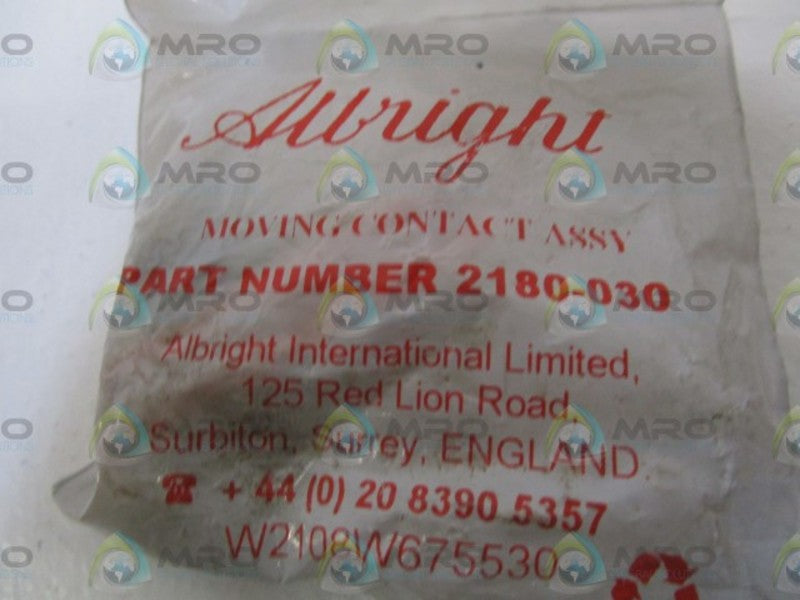 Albright
MOVING CONTACT ASSY
PART NUMBER 2180-030
Albright International Limited,
125 Red Lion Road,
Surbiton, Surrey, ENGLAND
☎ + 44 (0) 20 8390 5357
W2108W675530